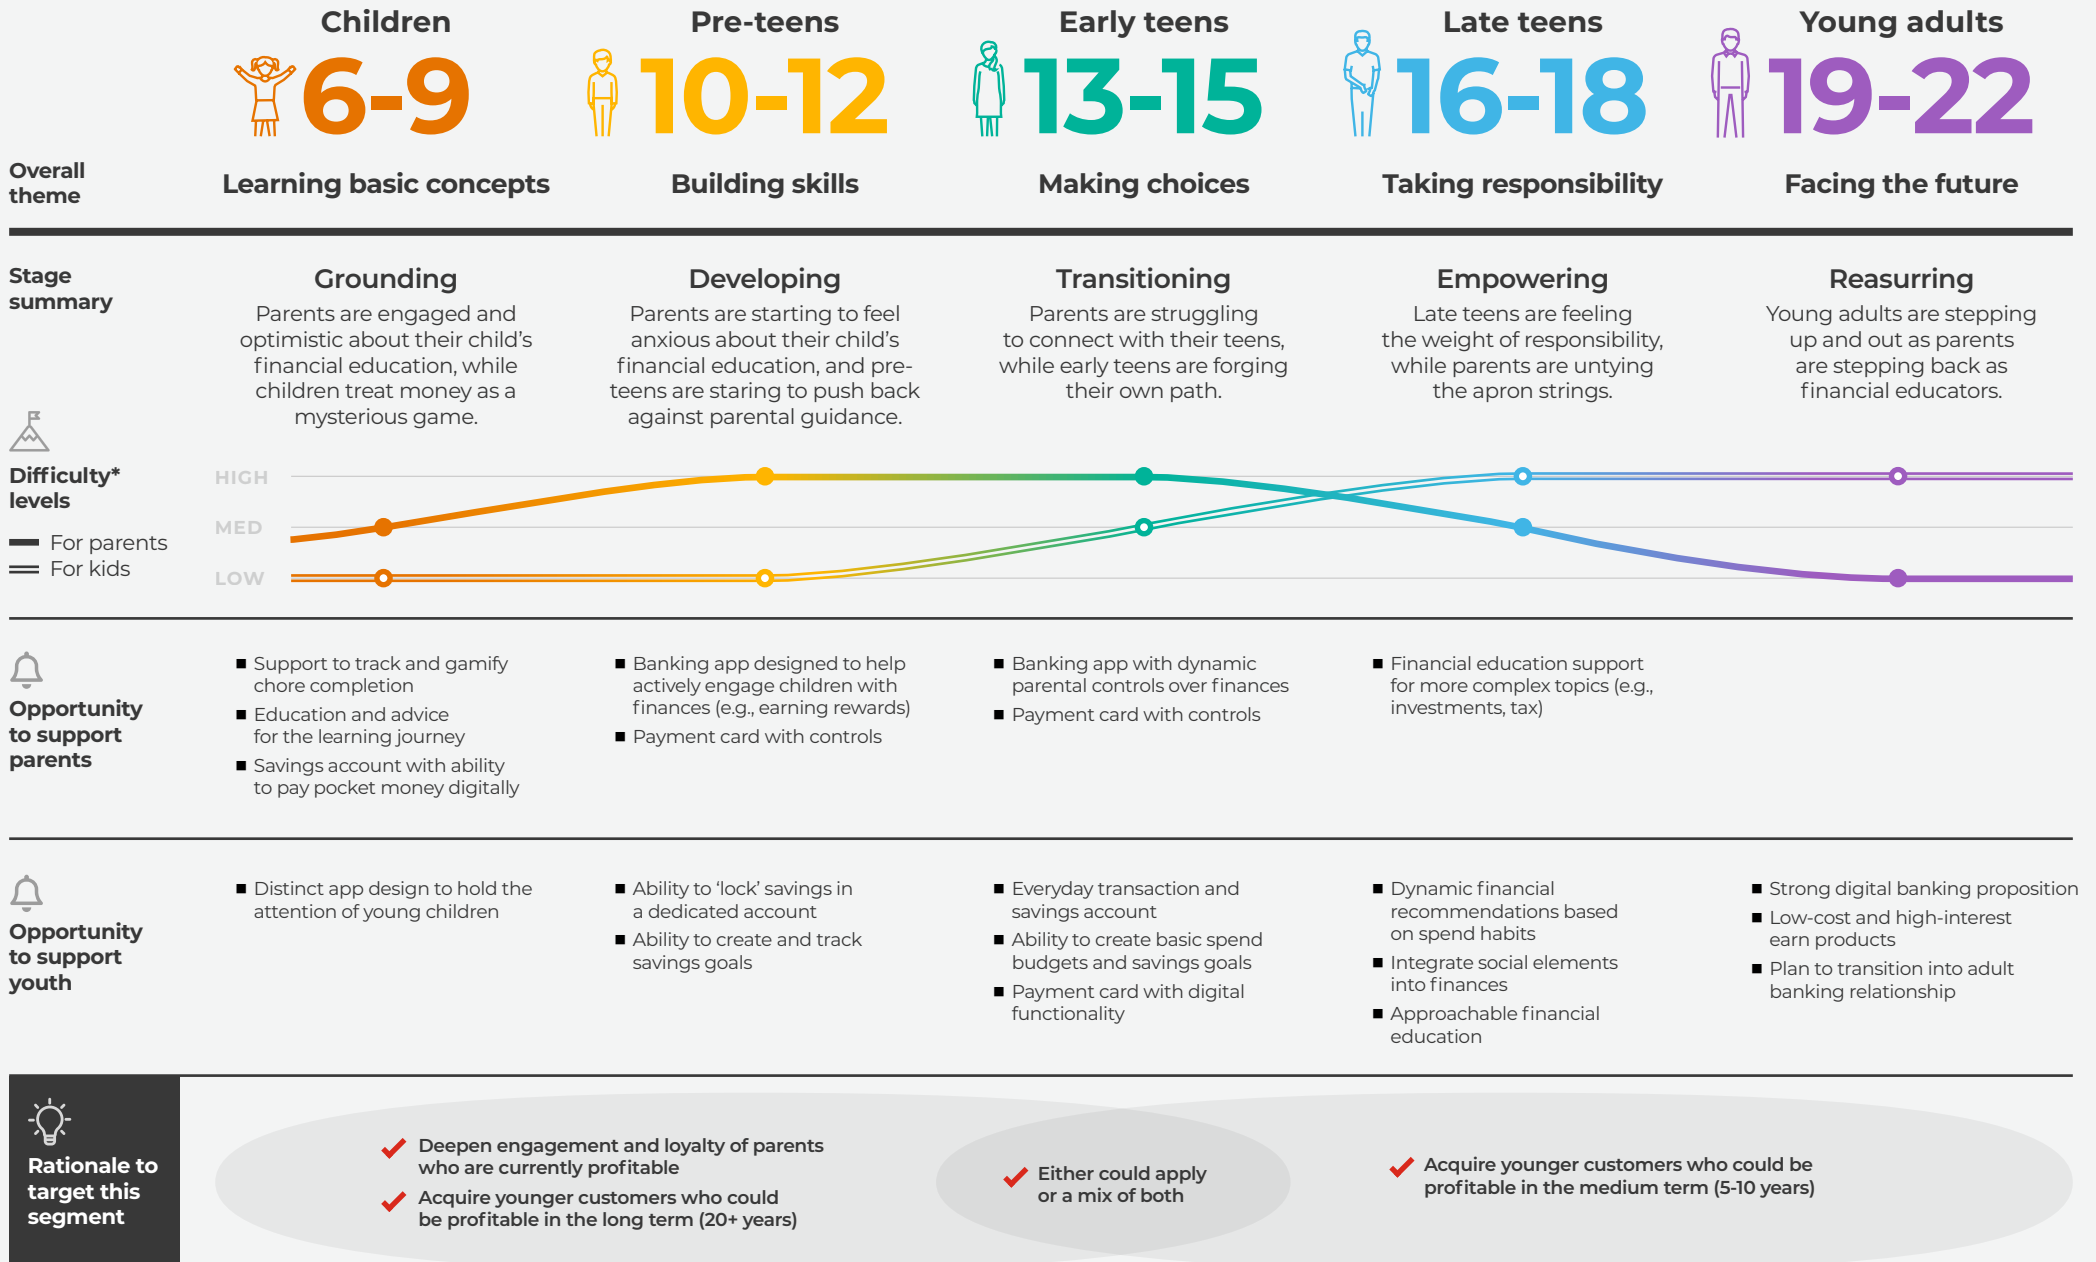 Children
6-9
Pre-teens
10-12
Early teens
13-15
Late teens
16-18
Young adults
19-22
Overall
theme
Learning basic concepts
Building skills
Making choices
Taking responsibility
Facing the future
Stage
summary
Grounding
Parents are engaged and
optimistic about their child’s
financial education, while
children treat money as a
mysterious game.
Developing
Parents are starting to feel
anxious about their child’s
financial education, and pre-
teens are staring to push back
against parental guidance.
Transitioning
Parents are struggling
to connect with their teens,
while early teens are forging
their own path.
Empowering
Late teens are feeling
the weight of responsibility,
while parents are untying
the apron strings.
Reasurring
Young adults are stepping
up and out as parents
are stepping back as
financial educators.
Difficulty*
levels
For parents
For kids
HIGH
MED
LOW
Opportunity
to support
parents
Support to track and gamify
chore completion
Education and advice
for the learning journey
Savings account with ability
to pay pocket money digitally
Banking app designed to help
actively engage children with
finances (e.g., earning rewards)
Payment card with controls
Banking app with dynamic
parental controls over finances
Payment card with controls
Financial education support
for more complex topics (e.g.,
investments, tax)
Opportunity
to support
youth
Distinct app design to hold the
attention of young children
Ability to ‘lock’ savings in
a dedicated account
Ability to create and track
savings goals
Everyday transaction and
savings account
Ability to create basic spend
budgets and savings goals
Payment card with digital
functionality
Dynamic financial
recommendations based
on spend habits
Integrate social elements
into finances
Approachable financial
education
Strong digital banking proposition
Low-cost and high-interest
earn products
Plan to transition into adult
banking relationship
Rationale to
target this
segment
Deepen engagement and loyalty of parents
who are currently profitable
Acquire younger customers who could
be profitable in the long term (20+ years)
Either could apply
or a mix of both
Acquire younger customers who could be
profitable in the medium term (5-10 years)